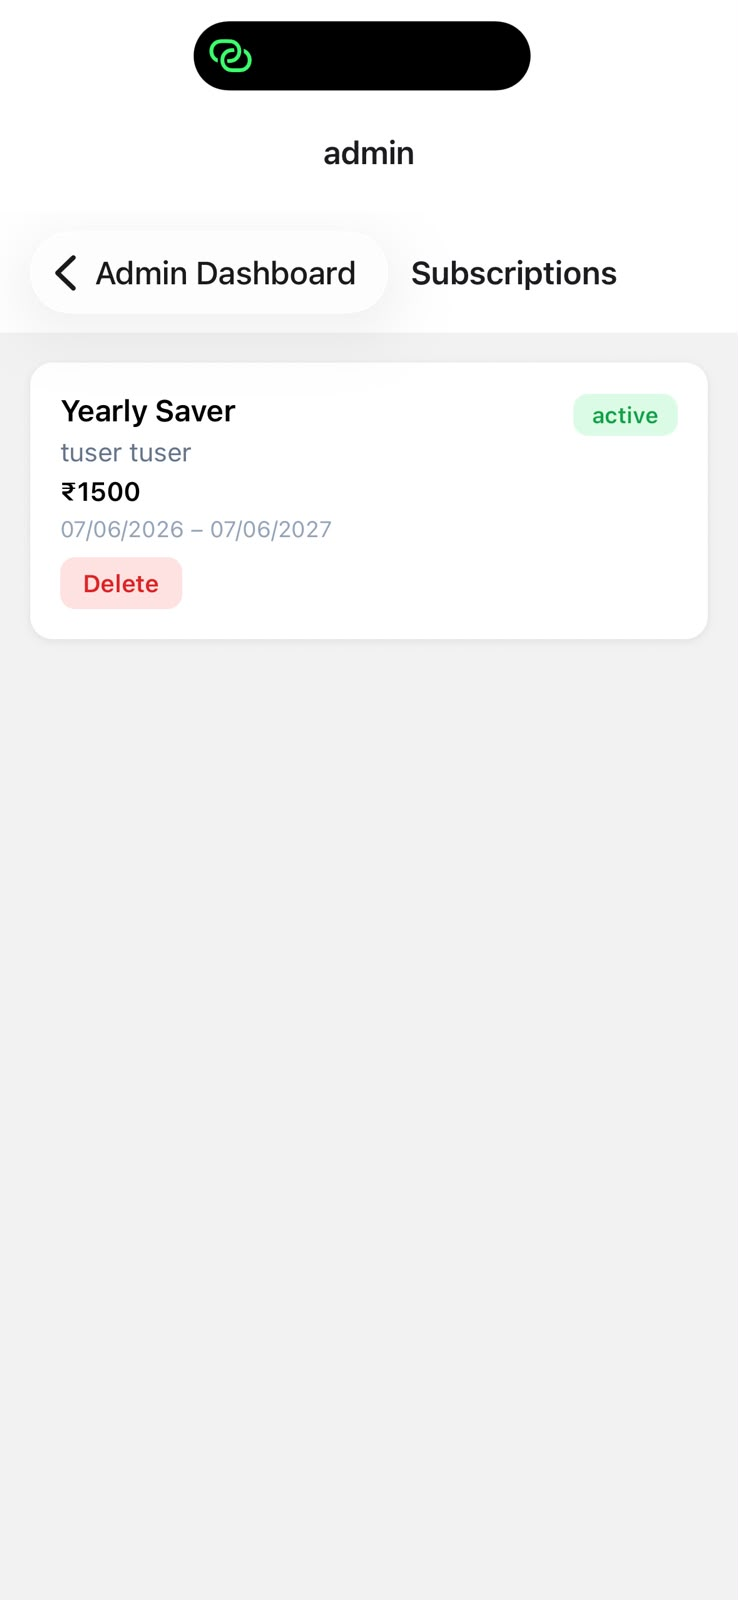 admin
Admin Dashboard
Subscriptions
Yearly Saver
active
tuser tuser
₹1500
07/06/2026 – 07/06/2027
Delete